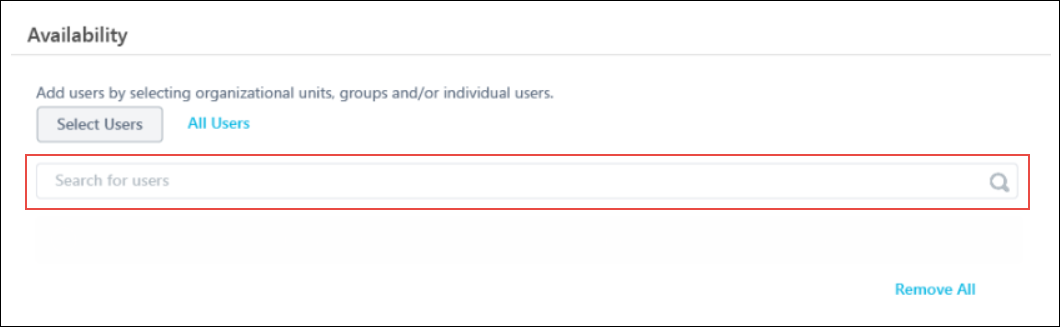 Availability
Add users by selecting organizational units, groups and/or individual users.
Select Users All Users
Search for users
Remove All